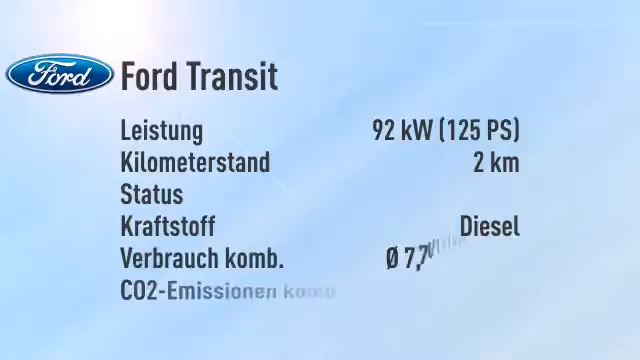 Ford
Ford Transit
Leistung 92 kW (125 PS)
Kilometerstand 2 km
Status
Kraftstoff Diesel
Verbrauch komb. Ø 7,7
CO2-Emissionen komb